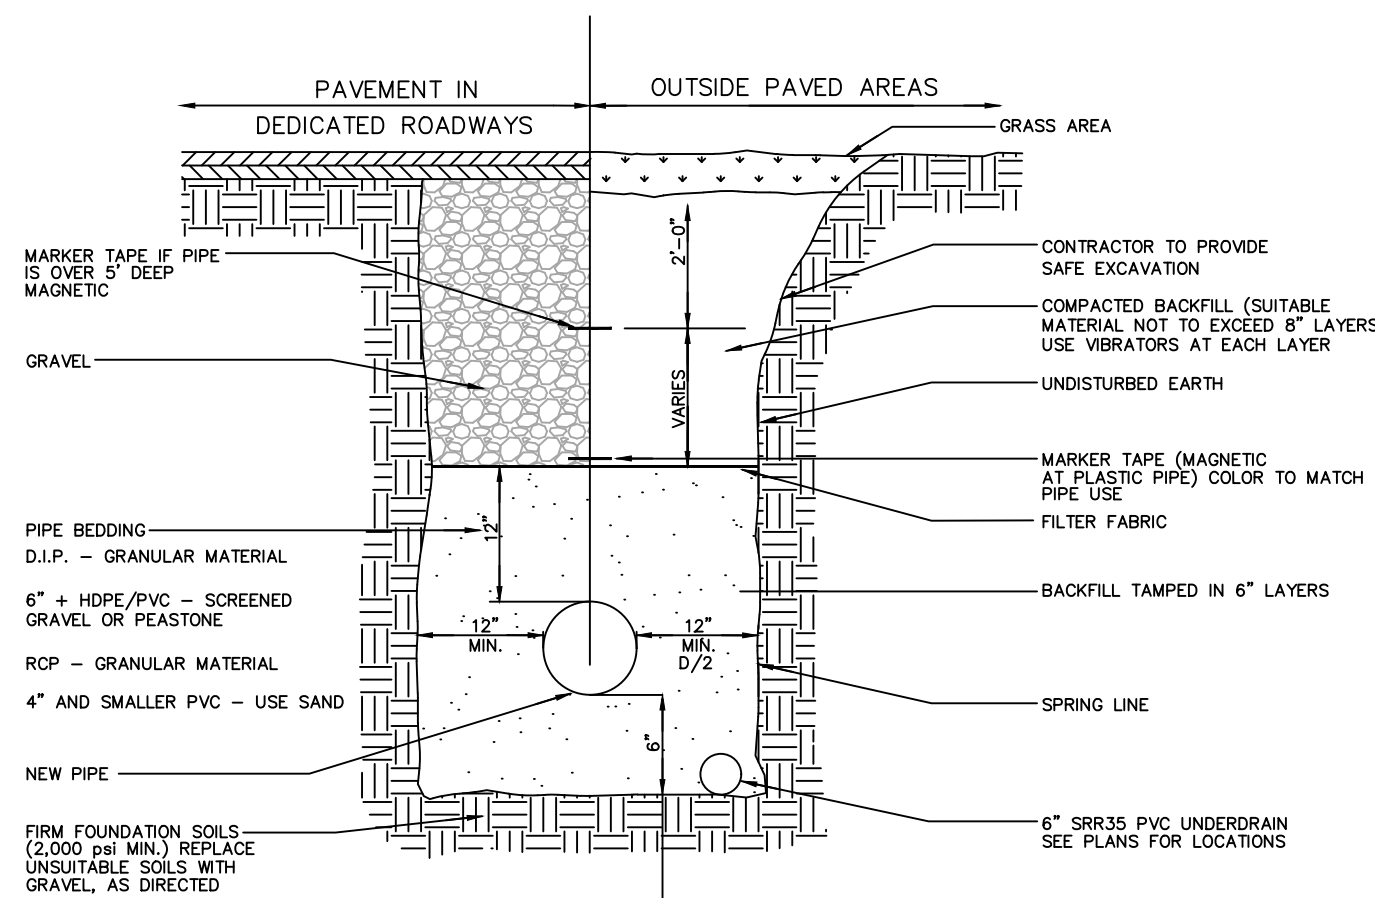 PAVEMENT IN
DEDICATED ROADWAYS
OUTSIDE PAVED AREAS
GRASS AREA
MARKER TAPE IF PIPE
IS OVER 5' DEEP
MAGNETIC
GRAVEL
PIPE BEDDING
D.I.P. – GRANULAR MATERIAL
6" + HDPE/PVC – SCREENED
GRAVEL OR PEASTONE
RCP – GRANULAR MATERIAL
4" AND SMALLER PVC – USE SAND
NEW PIPE
FIRM FOUNDATION SOILS
(2,000 psi MIN.) REPLACE
UNSUITABLE SOILS WITH
GRAVEL, AS DIRECTED
2'-0"
VARIES
12"
12"
MIN.
12"
MIN.
D/2
6"
CONTRACTOR TO PROVIDE
SAFE EXCAVATION
COMPACTED BACKFILL (SUITABLE
MATERIAL NOT TO EXCEED 8" LAYERS
USE VIBRATORS AT EACH LAYER
UNDISTURBED EARTH
MARKER TAPE (MAGNETIC
AT PLASTIC PIPE) COLOR TO MATCH
PIPE USE
FILTER FABRIC
BACKFILL TAMPED IN 6" LAYERS
SPRING LINE
6" SRR35 PVC UNDERDRAIN
SEE PLANS FOR LOCATIONS